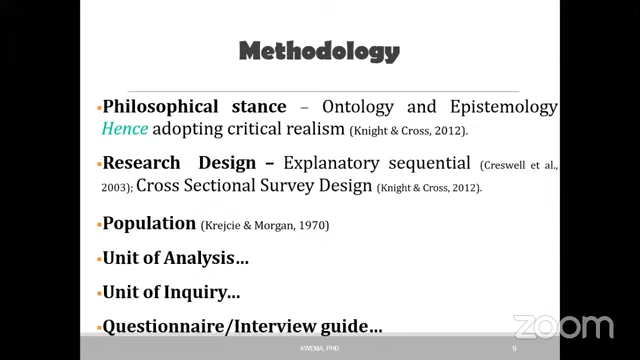 Methodology
Philosophical stance – Ontology and Epistemology
Hence adopting critical realism (Knight & Cross, 2012).
Research Design – Explanatory sequential (Creswell et al.,
2003); Cross Sectional Survey Design (Knight & Cross, 2012).
Population (Krejcie & Morgan, 1970)
Unit of Analysis…
Unit of Inquiry…
Questionnaire/Interview guide…
KWEMA, PHD
9
zoom